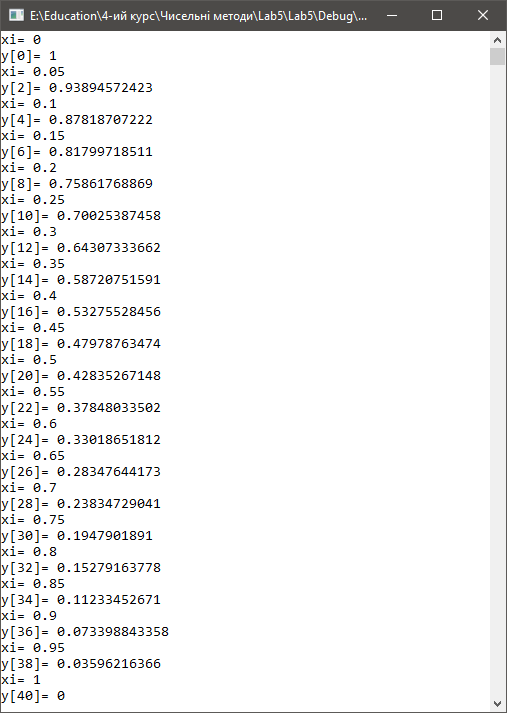 E:\Education\4-ий курс\Чисельні методи\Lab5\Lab5\Debug\...
xi= 0
y[0]= 1
xi= 0.05
y[2]= 0.93894572423
xi= 0.1
y[4]= 0.87818707222
xi= 0.15
y[6]= 0.81799718511
xi= 0.2
y[8]= 0.75861768869
xi= 0.25
y[10]= 0.70025387458
xi= 0.3
y[12]= 0.64307333662
xi= 0.35
y[14]= 0.58720751591
xi= 0.4
y[16]= 0.53275528456
xi= 0.45
y[18]= 0.47978763474
xi= 0.5
y[20]= 0.42835267148
xi= 0.55
y[22]= 0.37848033502
xi= 0.6
y[24]= 0.33018651812
xi= 0.65
y[26]= 0.28347644173
xi= 0.7
y[28]= 0.23834729041
xi= 0.75
y[30]= 0.1947901891
xi= 0.8
y[32]= 0.15279163778
xi= 0.85
y[34]= 0.11233452671
xi= 0.9
y[36]= 0.073398843358
xi= 0.95
y[38]= 0.03596216366
xi= 1
y[40]= 0